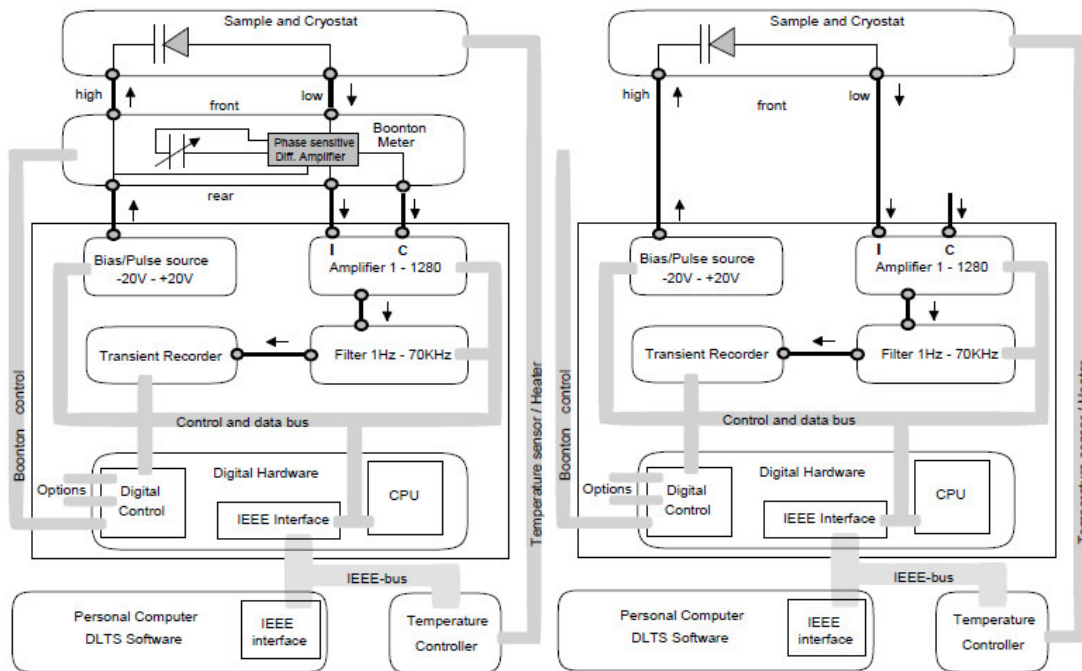 Sample and Cryostat
high
low
front
Boonton
Meter
Phase sensitive
Diff. Amplifier
rear
I
C
Bias/Pulse source
-20V - +20V
Amplifier 1 - 1280
Transient Recorder
Filter 1Hz - 70KHz
Control and data bus
Boonton control
Temperature sensor / Heater
Digital Hardware
Options
Digital
Control
CPU
IEEE Interface
IEEE-bus
Personal Computer
DLTS Software
IEEE
interface
Temperature
Controller
Sample and Cryostat
high
low
front
I
C
Bias/Pulse source
-20V - +20V
Amplifier 1 - 1280
Transient Recorder
Filter 1Hz - 70KHz
Control and data bus
Boonton control
Temperature sensor / Heater
Digital Hardware
Options
Digital
Control
CPU
IEEE Interface
IEEE-bus
Personal Computer
DLTS Software
IEEE
interface
Temperature
Controller